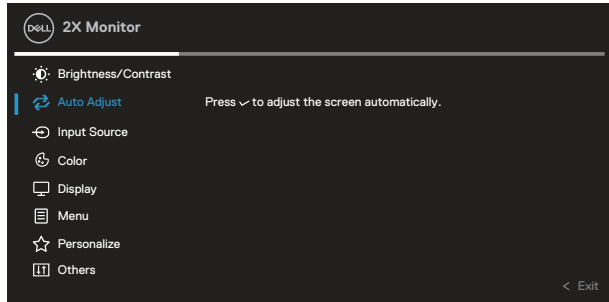 DELL 2X Monitor
Brightness/Contrast
Auto Adjust Press ✓ to adjust the screen automatically.
Input Source
Color
Display
Menu
Personalize
Others
< Exit